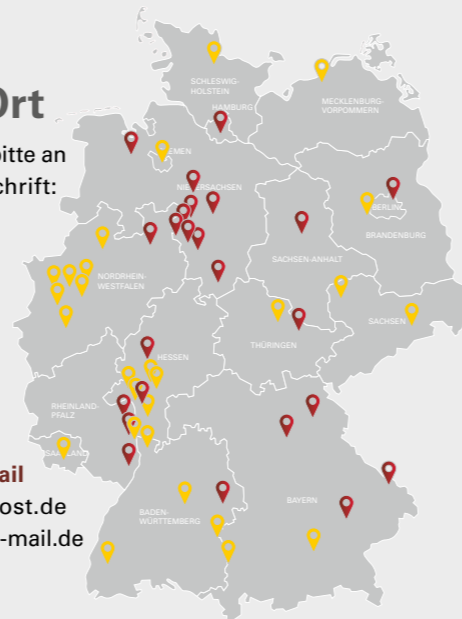 Ort
bitte an
chrift:
ail
ost.de
-mail.de
SCHLESWIG-
HOLSTEIN
HAMBURG
MECKLENBURG-
VORPOMMERN
EMEN
NIEDERSACHSEN
BERLIN
BRANDENBURG
SACHSEN-ANHALT
NORDRHEIN-
WESTFALEN
SACHSEN
THÜRINGEN
HESSEN
RHEINLAND-
PFALZ
SAARLAND
BADEN-
WÜRTTEMBERG
BAYERN